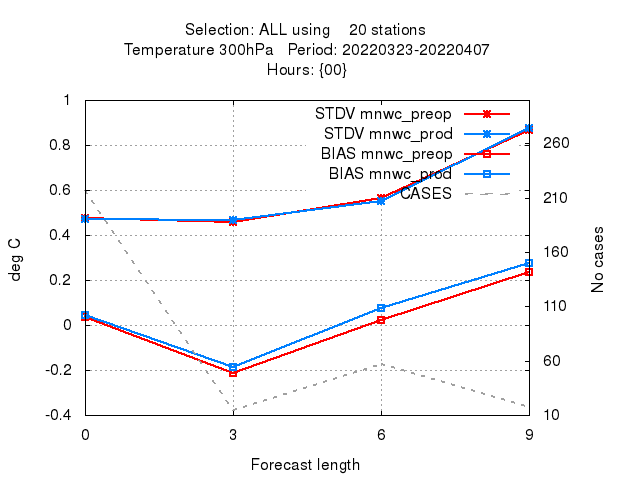 Selection: ALL using 20 stations
Temperature 300hPa Period: 20220323-20220407
Hours: {00}
1
0.8
0.6
0.4
0.2
0
-0.2
-0.4
deg C
STDV mnwc_preop
STDV mnwc_prod
BIAS mnwc_preop
BIAS mnwc_prod
CASES
260
210
160
110
60
10
No cases
0 3 6 9
Forecast length